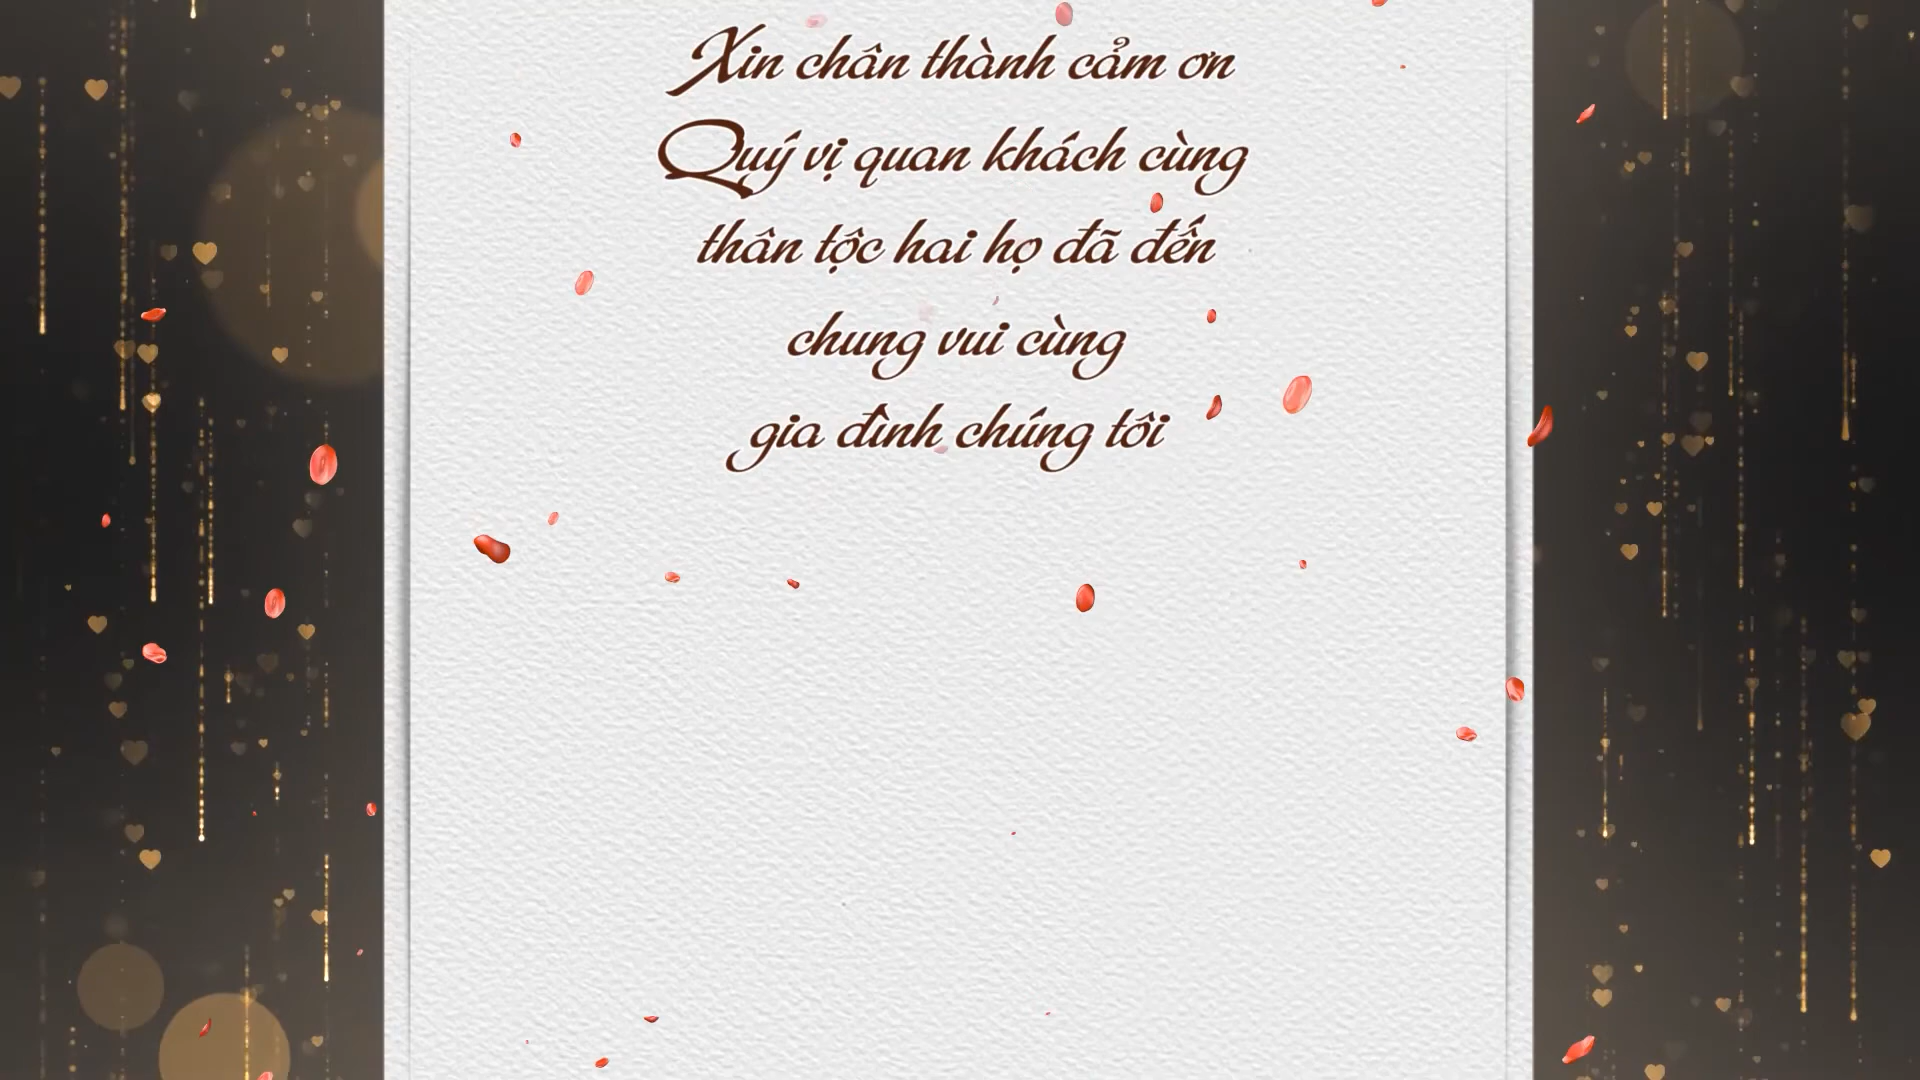 Xin chân thành cảm ơn
Quý vị quan khách cùng
thân tộc hai họ đã đến
chung vui cùng
gia đình chúng tôi